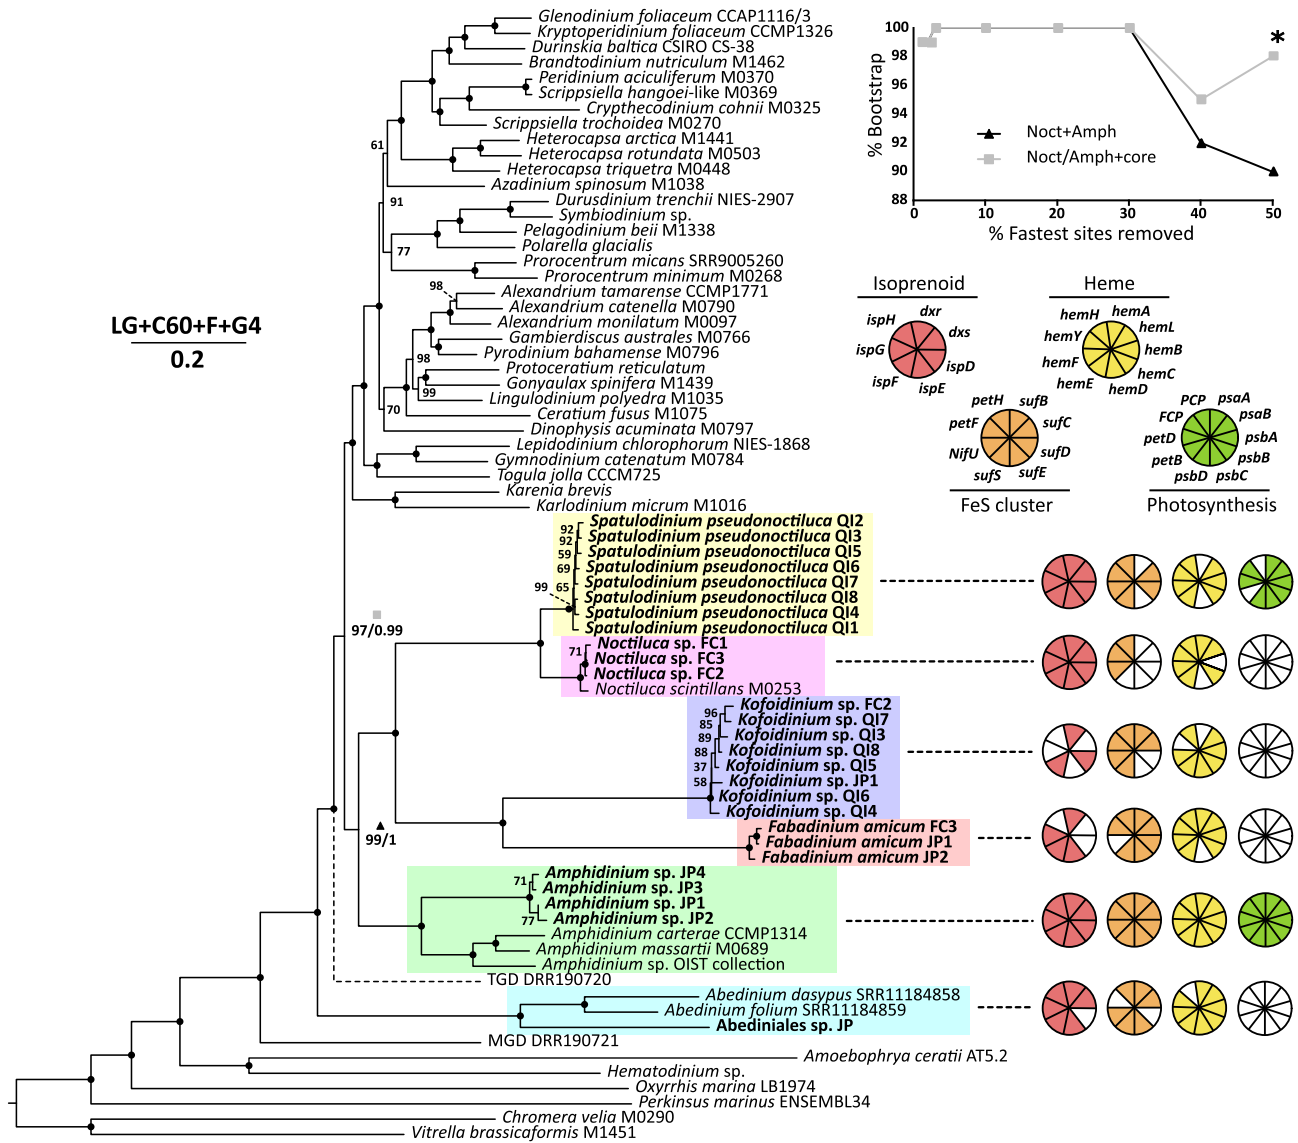 Glenodinium foliaceum CCAP1116/3
Kryptoperidinium foliaceum CCMP1326
Durinskia baltica CSIRO CS-38
Brandtodinium nutriculum M1462
Peridinium aciculiferum M0370
Scrippsiella hangoei-like M0369
Crypthecodinium cohnii M0325
Scrippsiella trochoidea M0270
Heterocapsa arctica M1441
61
Heterocapsa rotundata M0503
Heterocapsa triquetra M0448
Azadinium spinosum M1038
91
Durusdinium trenchii NIES-2907
Symbiodinium sp.
Pelagodinium beii M1338
77
Polarella glacialis
Prorocentrum micans SRR9005260
Prorocentrum minimum M0268
98
Alexandrium tamarense CCMP1771
Alexandrium catenella M0790
Alexandrium monilatum M0097
Gambierdiscus australes M0766
Pyrodinium bahamense M0796
98
Protoceratium reticulatum
Gonyaulax spinifera M1439
99
Lingulodinium polyedra M1035
70
Ceratium fusus M1075
Dinophysis acuminata M0797
Lepidodinium chlorophorum NIES-1868
Gymnodinium catenatum M0784
Togula jolla CCCM725
Karenia brevis
Karlodinium micrum M1016
LG+C60+F+G4
0.2
Spatulodinium pseudonoctiluca QI2
92
Spatulodinium pseudonoctiluca QI3
92
Spatulodinium pseudonoctiluca QI5
59
Spatulodinium pseudonoctiluca QI6
69
Spatulodinium pseudonoctiluca QI7
99 65
Spatulodinium pseudonoctiluca QI8
Spatulodinium pseudonoctiluca QI4
Spatulodinium pseudonoctiluca QI1
97/0.99
Noctiluca sp. FC1
71
Noctiluca sp. FC3
Noctiluca sp. FC2
Noctiluca scintillans M0253
Kofoidinium sp. FC2
96
Kofoidinium sp. QI7
85
Kofoidinium sp. QI3
89
Kofoidinium sp. QI8
88
Kofoidinium sp. QI5
37
Kofoidinium sp. JP1
58
Kofoidinium sp. QI6
Kofoidinium sp. QI4
99/1
Fabadinium amicum FC3
Fabadinium amicum JP1
Fabadinium amicum JP2
Amphidinium sp. JP4
71
Amphidinium sp. JP3
Amphidinium sp. JP1
77
Amphidinium sp. JP2
Amphidinium carterae CCMP1314
Amphidinium massartii M0689
Amphidinium sp. OIST collection
TGD DRR190720
Abedinium dasypus SRR11184858
Abedinium folium SRR11184859
Abediniales sp. JP
MGD DRR190721
Amoebophrya ceratii AT5.2
Hematodinium sp.
Oxyrrhis marina LB1974
Perkinsus marinus ENSEMBL34
Chromera velia M0290
Vitrella brassicaformis M1451
% Bootstrap
100
98
96
94
92
90
88
*
Noct+Amph
Noct/Amph+core
0 10 20 30 40 50
% Fastest sites removed
Isoprenoid
dxr
dxs
ispD
ispE
ispF
ispG
ispH
Heme
hemA
hemL
hemB
hemC
hemD
hemE
hemF
hemY
hemH
petH
sufB
sufC
sufD
sufE
sufS
NifU
petF
FeS cluster
PCP
psaA
psaB
psbA
psbB
psbC
psbD
petB
petD
FCP
Photosynthesis